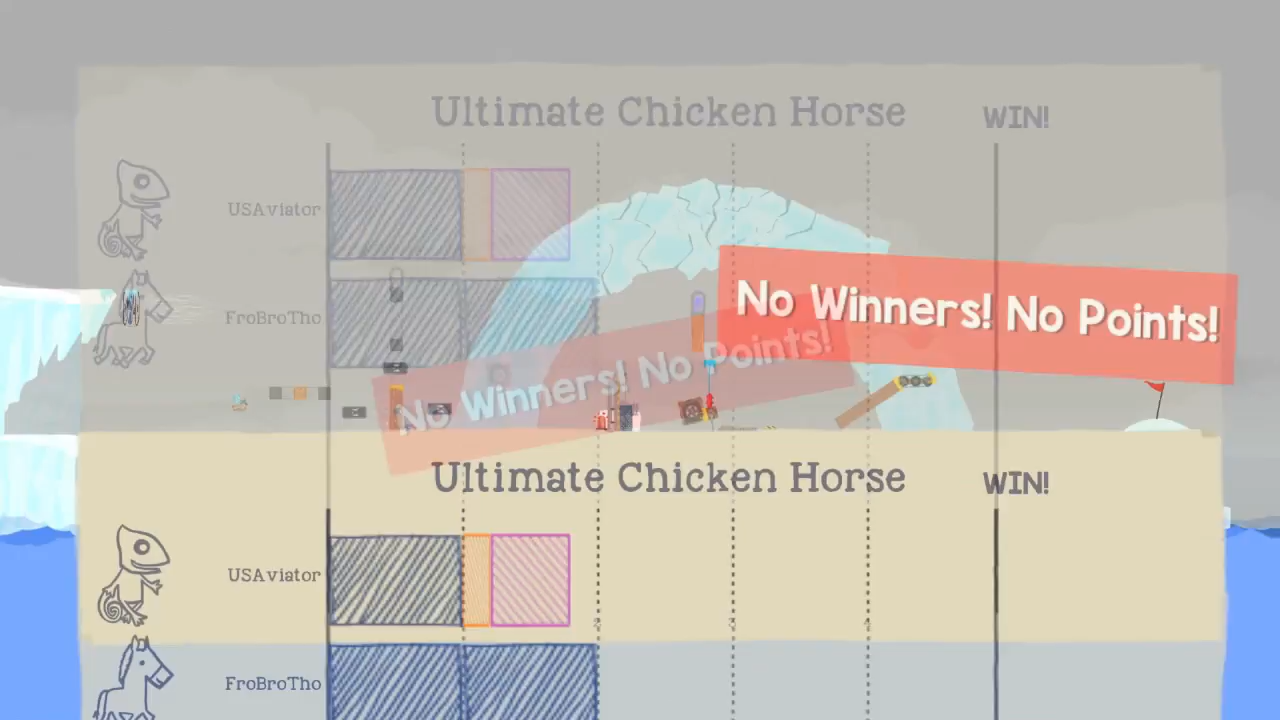 Ultimate Chicken Horse WIN!
USAviator
FroBroTho
No Winners! No Points!
No Winners! No Points!
Ultimate Chicken Horse WIN!
USAviator
FroBroTho